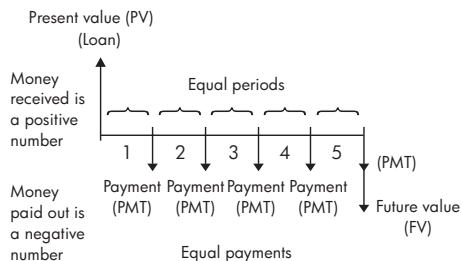 Present value (PV)
(Loan)
Money
received is
a positive
number
Equal periods
1 2 3 4 5
(PMT)
Payment Payment Payment Payment
(PMT) (PMT) (PMT) (PMT)
Money
paid out is
a negative
number
Future value
(FV)
Equal payments